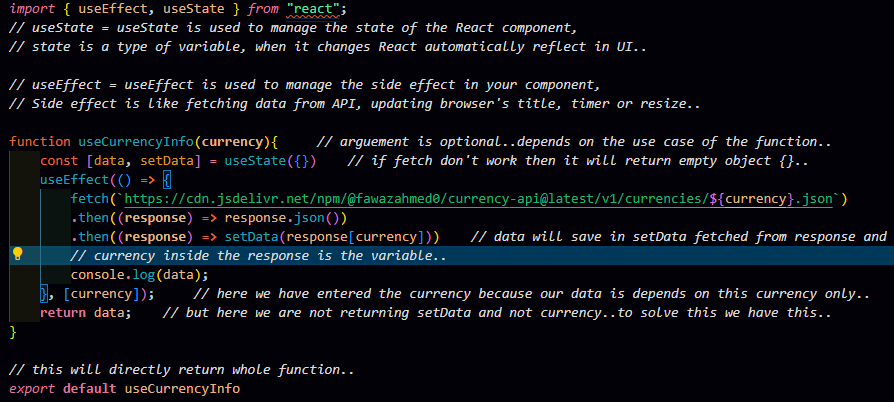 import { useEffect, useState } from "react";
// useState = useState is used to manage the state of the React component,
// state is a type of variable, when it changes React automatically reflect in UI..
// useEffect = useEffect is used to manage the side effect in your component,
// Side effect is like fetching data from API, updating browser's title, timer or resize..
function useCurrencyInfo(currency){ // arguement is optional..depends on the use case of the function..
const [data, setData] = useState({}) // if fetch don't work then it will return empty object {}..
useEffect(() => {
fetch(`https://cdn.jsdelivr.net/npm/@fawazahmed0/currency-api@latest/v1/currencies/${currency}.json`)
.then((response) => response.json())
.then((response) => setData(response[currency])) // data will save in setData fetched from response and
// currency inside the response is the variable..
console.log(data);
}, [currency]); // here we have entered the currency because our data is depends on this currency only..
return data; // but here we are not returning setData and not currency..to solve this we have this..
}
// this will directly return whole function..
export default useCurrencyInfo